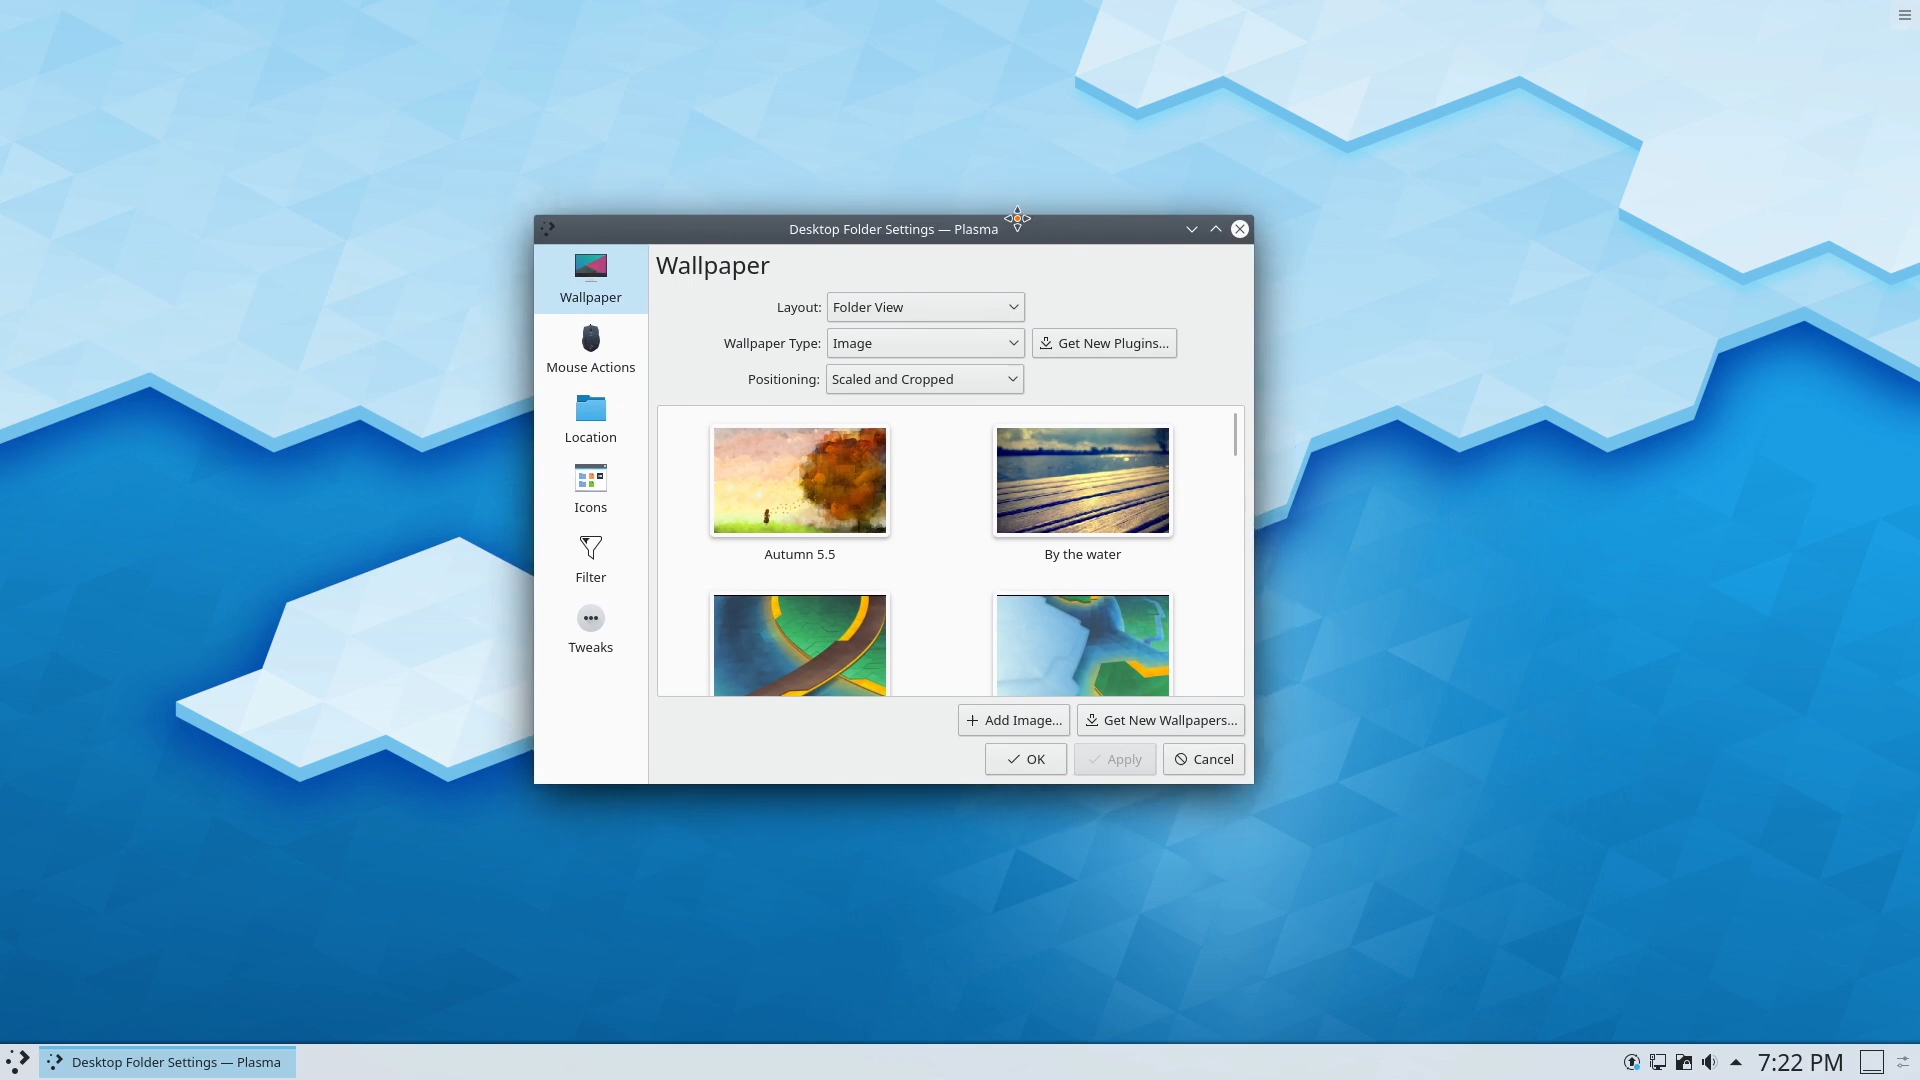 Desktop Folder Settings — Plasma
Wallpaper
Mouse Actions
Location
Icons
Filter
Tweaks
Wallpaper
Layout: Folder View
Wallpaper Type: Image Get New Plugins...
Positioning: Scaled and Cropped
Autumn 5.5 By the water
Add Image... Get New Wallpapers...
OK Apply Cancel
Desktop Folder Settings — Plasma 7:22 PM